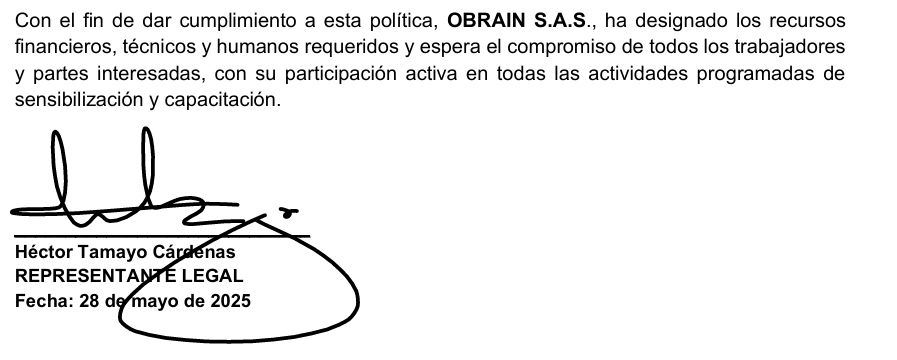 Con el fin de dar cumplimiento a esta política, OBRAIN S.A.S., ha designado los recursos
financieros, técnicos y humanos requeridos y espera el compromiso de todos los trabajadores
y partes interesadas, con su participación activa en todas las actividades programadas de
sensibilización y capacitación.
Héctor Tamayo Cárdenas
REPRESENTANTE LEGAL
Fecha: 28 de mayo de 2025